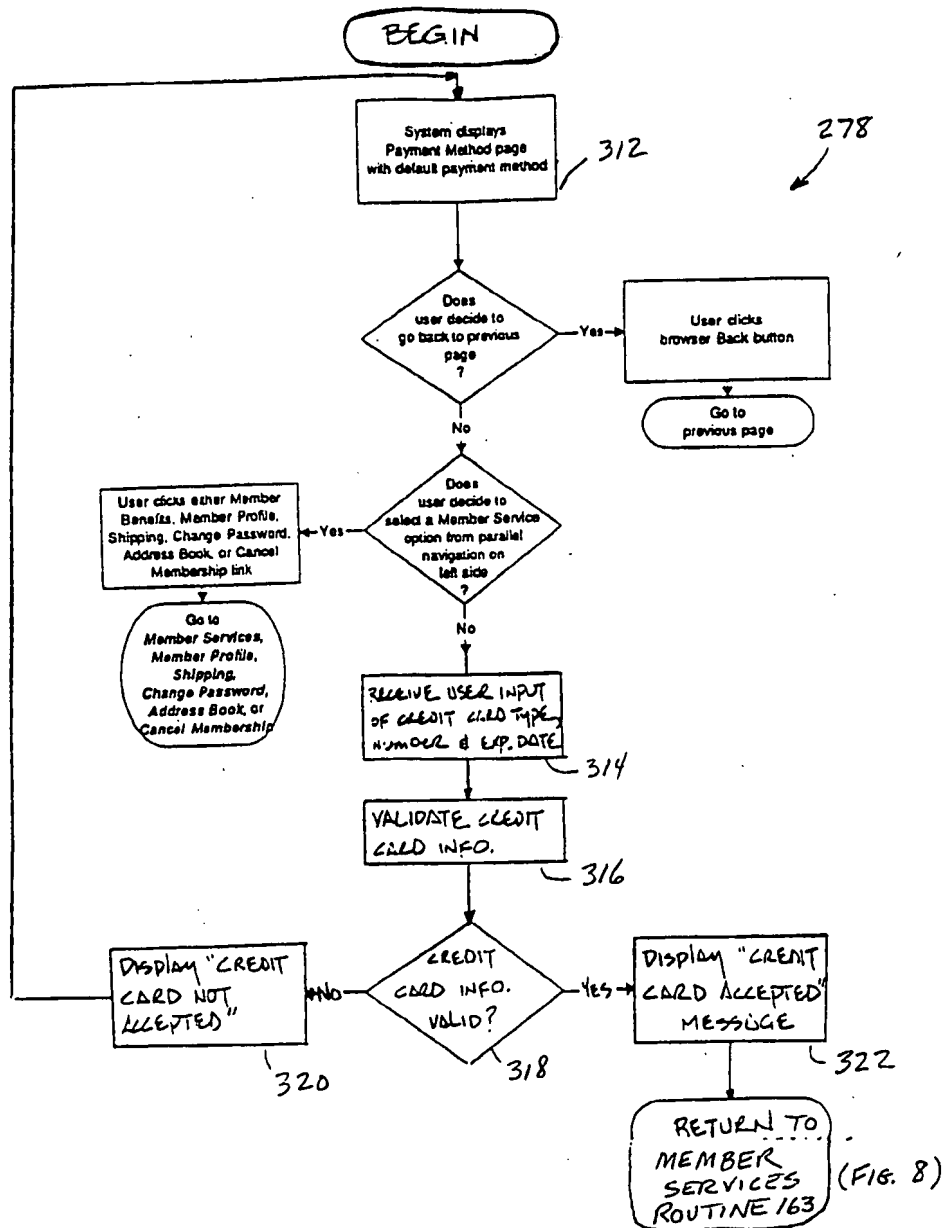 BEGIN
System displays
Payment Method page
with default payment method
312
278
Does
user decide to
go back to previous
page
?
Yes
User clicks
browser Back button
Go to
previous page
No
Does
user decide to
select a Member Service
option from parallel
navigation on
left side
?
Yes
User clicks either Member
Benefits, Member Profile,
Shipping, Change Password,
Address Book, or Cancel
Membership link
Go to
Member Services,
Member Profile,
Shipping,
Change Password,
Address Book, or
Cancel Membership
No
RECEIVE USER INPUT
OF CREDIT CARD TYPE,
NUMBER & EXP. DATE
314
VALIDATE CREDIT
CARD INFO.
316
CREDIT
CARD INFO.
VALID?
318
No
DISPLAY "CREDIT
CARD NOT
ACCEPTED"
320
YES
DISPLAY "CREDIT
CARD ACCEPTED"
MESSAGE
322
RETURN TO
MEMBER
SERVICES
ROUTINE 163
(FIG. 8)